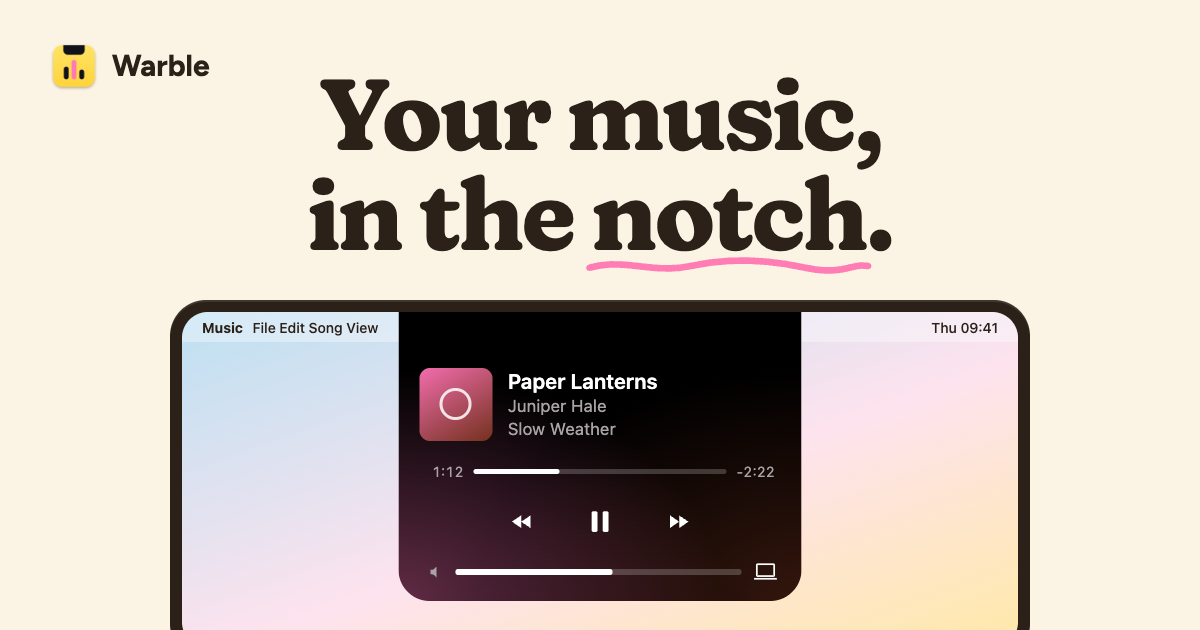 Warble
Your music,
in the notch.
Music File Edit Song View
Thu 09:41
Paper Lanterns
Juniper Hale
Slow Weather
1:12
-2:22